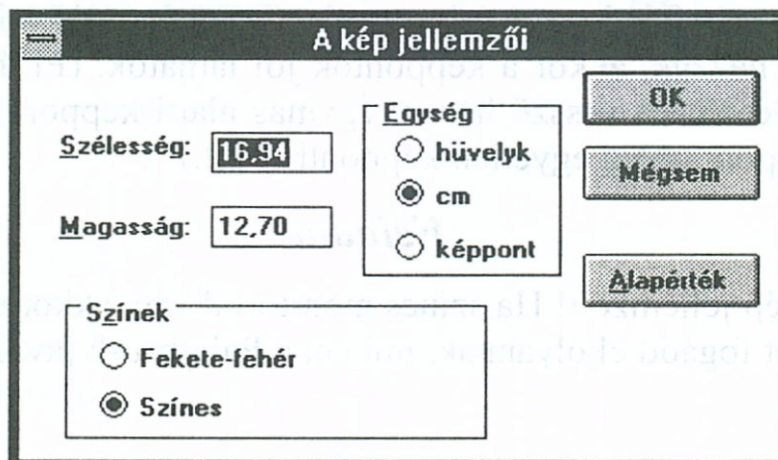 A kép jellemzői
Szélesség: 16,94
Magasság: 12,70
Egység
hüvelyk
cm
képpont
OK
Mégsem
Alapérték
Színek
Fekete-fehér
Színes